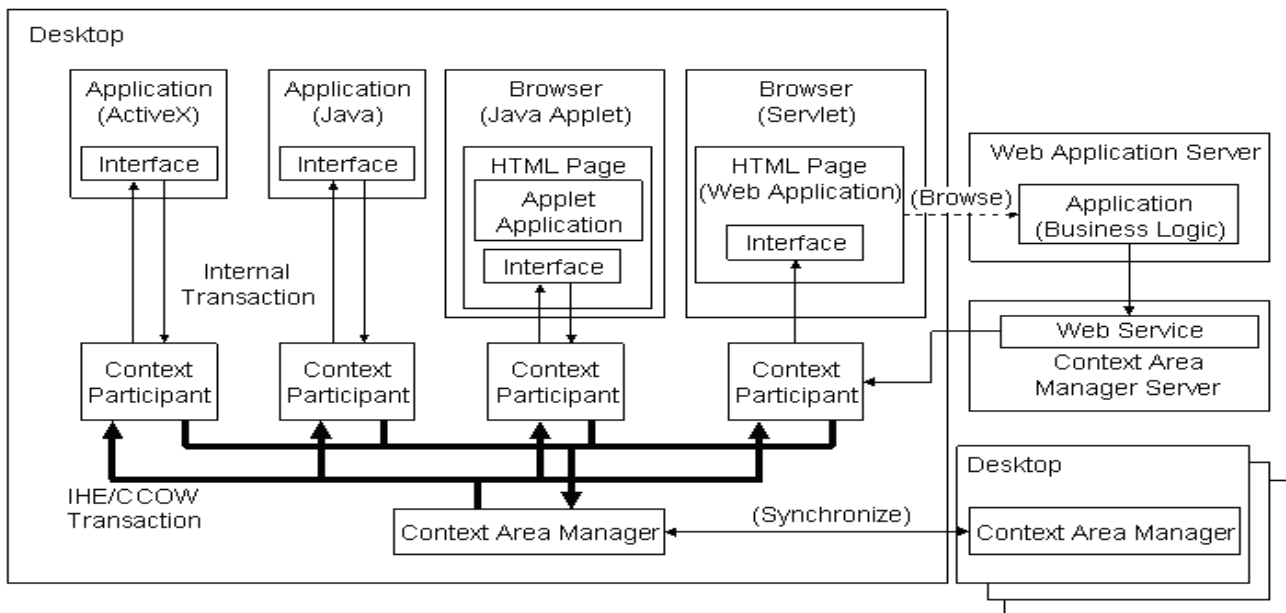 Desktop
Application
(ActiveX)
Interface
Application
(Java)
Interface
Browser
(Java Applet)
HTML Page
Applet
Application
Interface
Browser
(Servlet)
HTML Page
(Web Application)
Interface
(Browse)
Web Application Server
Application
(Business Logic)
Internal
Transaction
Web Service
Context Area
Manager Server
Context
Participant
Context
Participant
Context
Participant
Context
Participant
IHE/CCOW
Transaction
Context Area Manager
(Synchronize)
Desktop
Context Area Manager